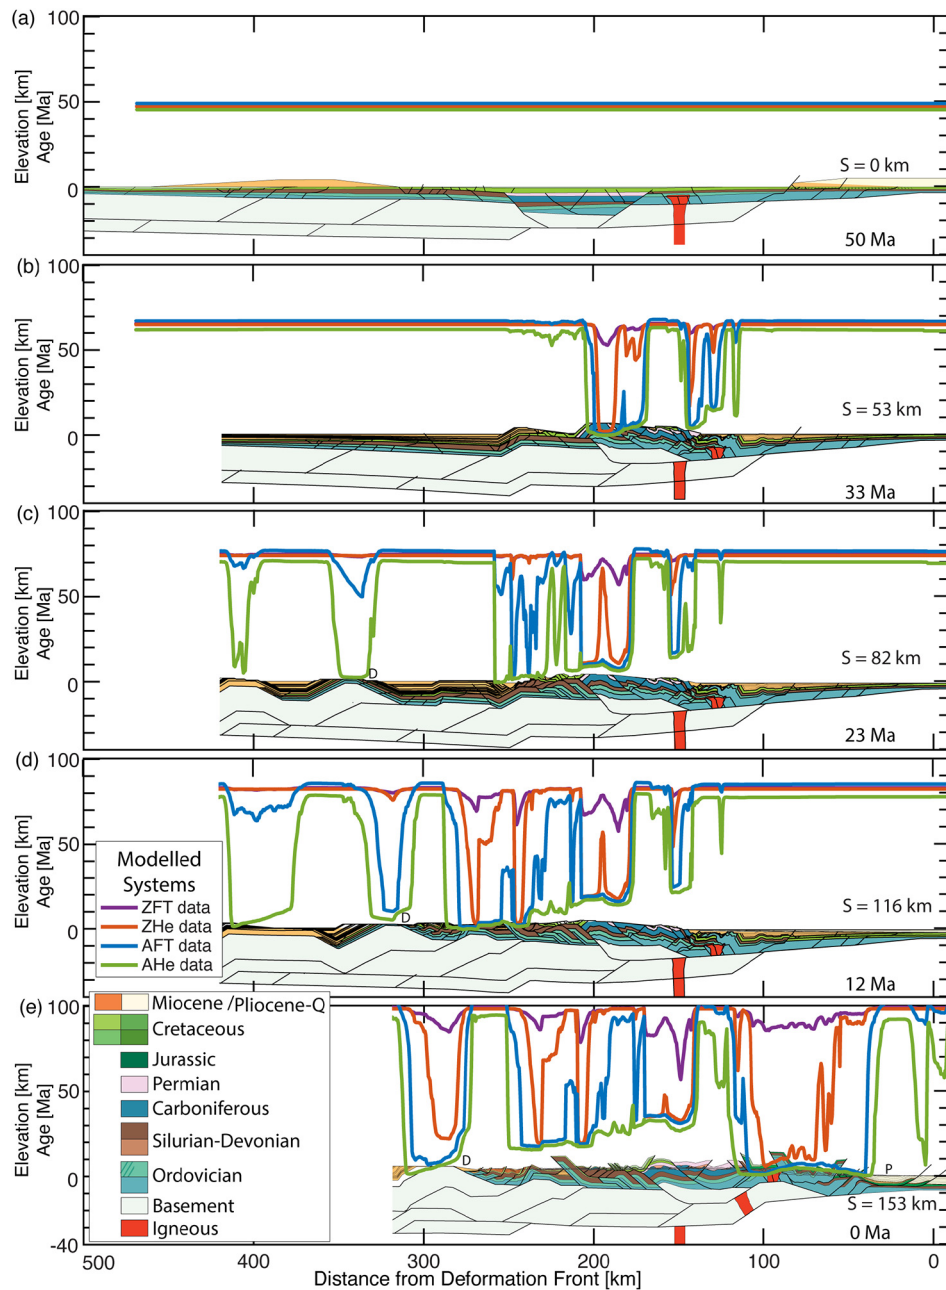 (a)
100
50
0
Elevation [km]
Age [Ma]
S = 0 km
50 Ma
(b)
100
50
0
Elevation [km]
Age [Ma]
S = 53 km
33 Ma
(c)
100
50
0
Elevation [km]
Age [Ma]
D
S = 82 km
23 Ma
(d)
100
50
0
Elevation [km]
Age [Ma]
Modelled
Systems
ZFT data
ZHe data
AFT data
AHe data
D
S = 116 km
12 Ma
(e)
100
50
0
-40
Elevation [km]
Age [Ma]
Miocene /Pliocene-Q
Cretaceous
Jurassic
Permian
Carboniferous
Silurian-Devonian
Ordovician
Basement
Igneous
D
P
S = 153 km
0 Ma
500 400 300 200 100 0
Distance from Deformation Front [km]